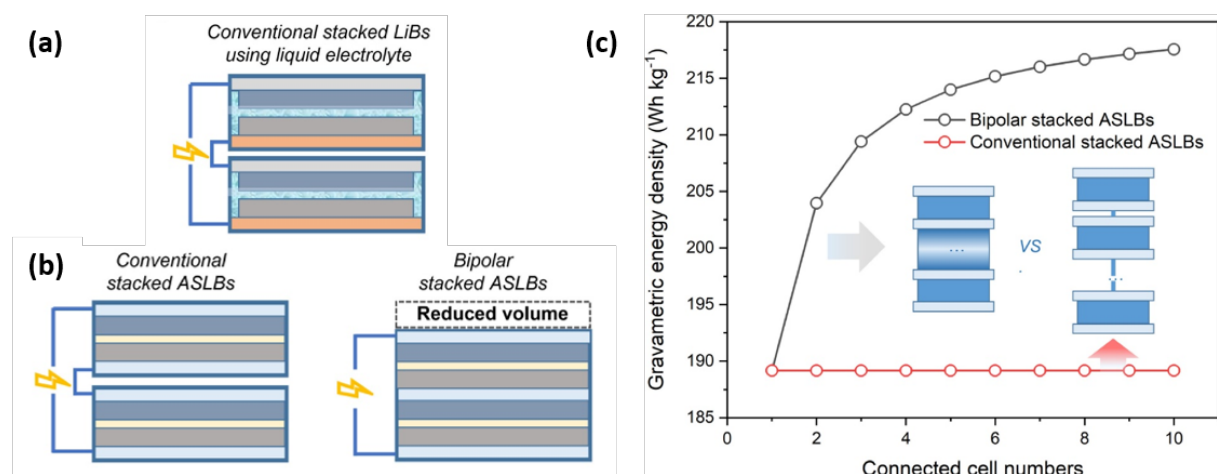 (a)
Conventional stacked LiBs
using liquid electrolyte
(b)
Conventional
stacked ASLBs
Bipolar
stacked ASLBs
Reduced volume
(c)
Gravametric energy density (Wh kg⁻¹)
220
215
210
205
200
195
190
185
Bipolar stacked ASLBs
Conventional stacked ASLBs
...
VS
...
0
2
4
6
8
10
Connected cell numbers